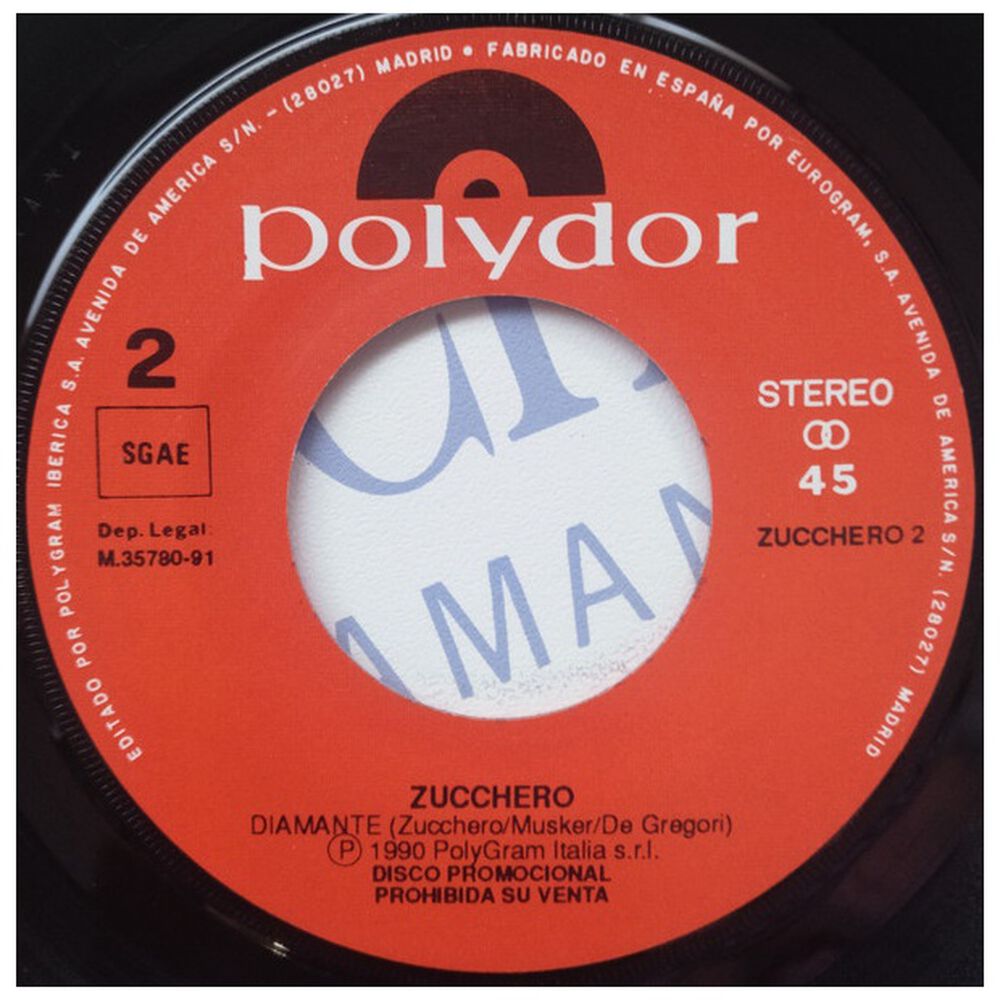 EDITADO POR POLYGRAM IBERICA S.A. AVENIDA DE AMERICA S/N. - (28027) MADRID • FABRICADO EN ESPAÑA POR EUROGRAM, S.A. AVENIDA DE AMERICA S/N. (28027) MADRID
polydor
2
SGAE
Dep. Legal:
M.35780-91
STEREO
45
ZUCCHERO 2
AMAN
ZUCCHERO
DIAMANTE (Zucchero/Musker/De Gregori)
Ⓟ 1990 PolyGram Italia s.r.l.
DISCO PROMOCIONAL
PROHIBIDA SU VENTA